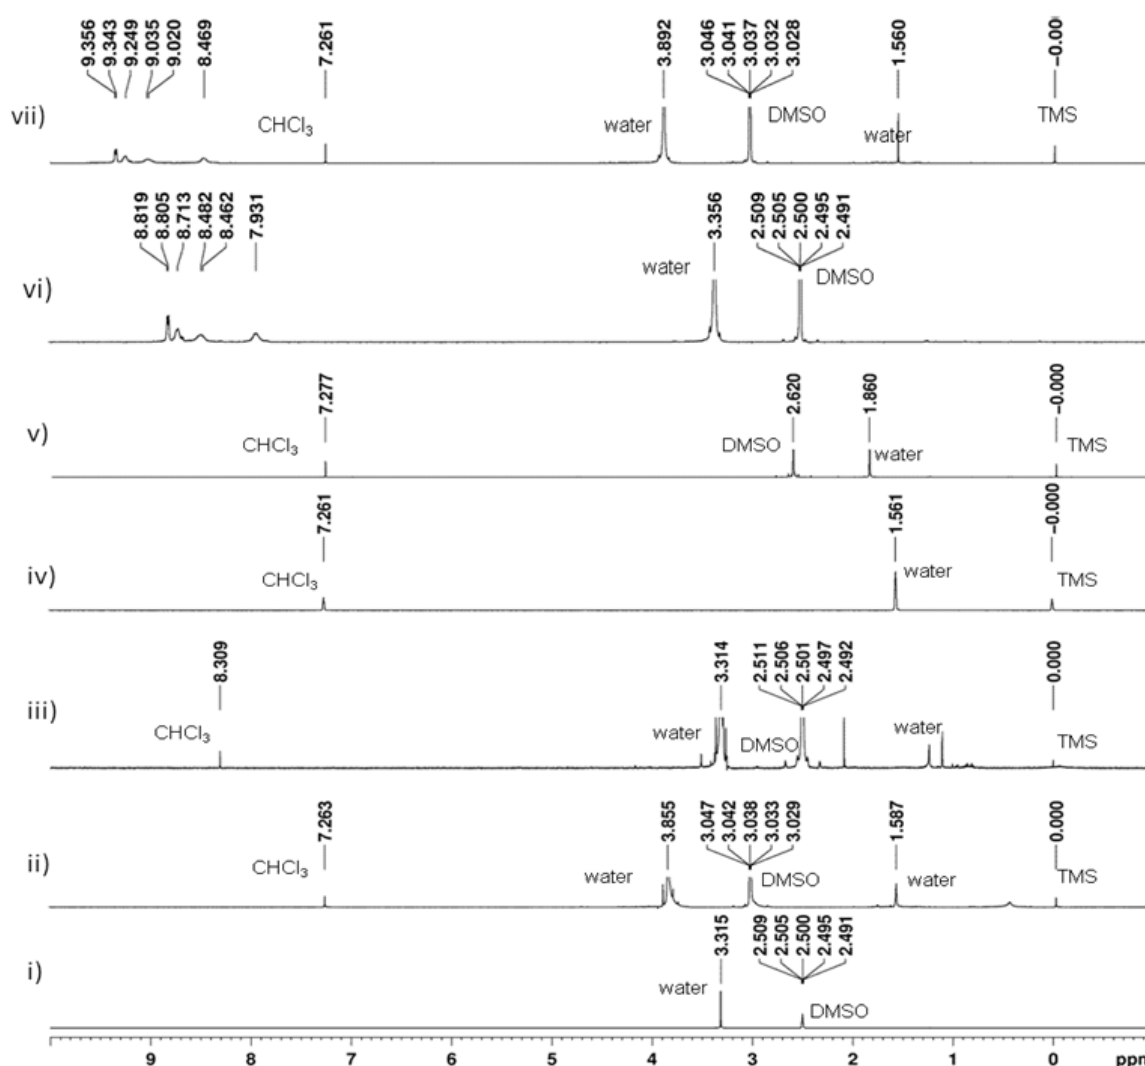 9.356 9.343 9.249 9.035 9.020 8.469 7.261 3.892 3.046 3.041 3.037 3.032 3.028 1.560 −0.00
vii) CHCl3 water DMSO water TMS
8.819 8.805 8.713 8.482 8.462 7.931 3.356 2.509 2.505 2.500 2.495 2.491
vi) water DMSO
7.277 2.620 1.860 −0.000
v) CHCl3 DMSO water TMS
7.261 1.561 −0.000
iv) CHCl3 water TMS
8.309 3.314 2.511 2.506 2.501 2.497 2.492 0.000
iii) CHCl3 water DMSO water TMS
7.263 3.855 3.047 3.042 3.038 3.033 3.029 1.587 0.000
ii) CHCl3 water DMSO water TMS
3.315 2.509 2.505 2.500 2.495 2.491
i) water DMSO
9 8 7 6 5 4 3 2 1 0 ppm